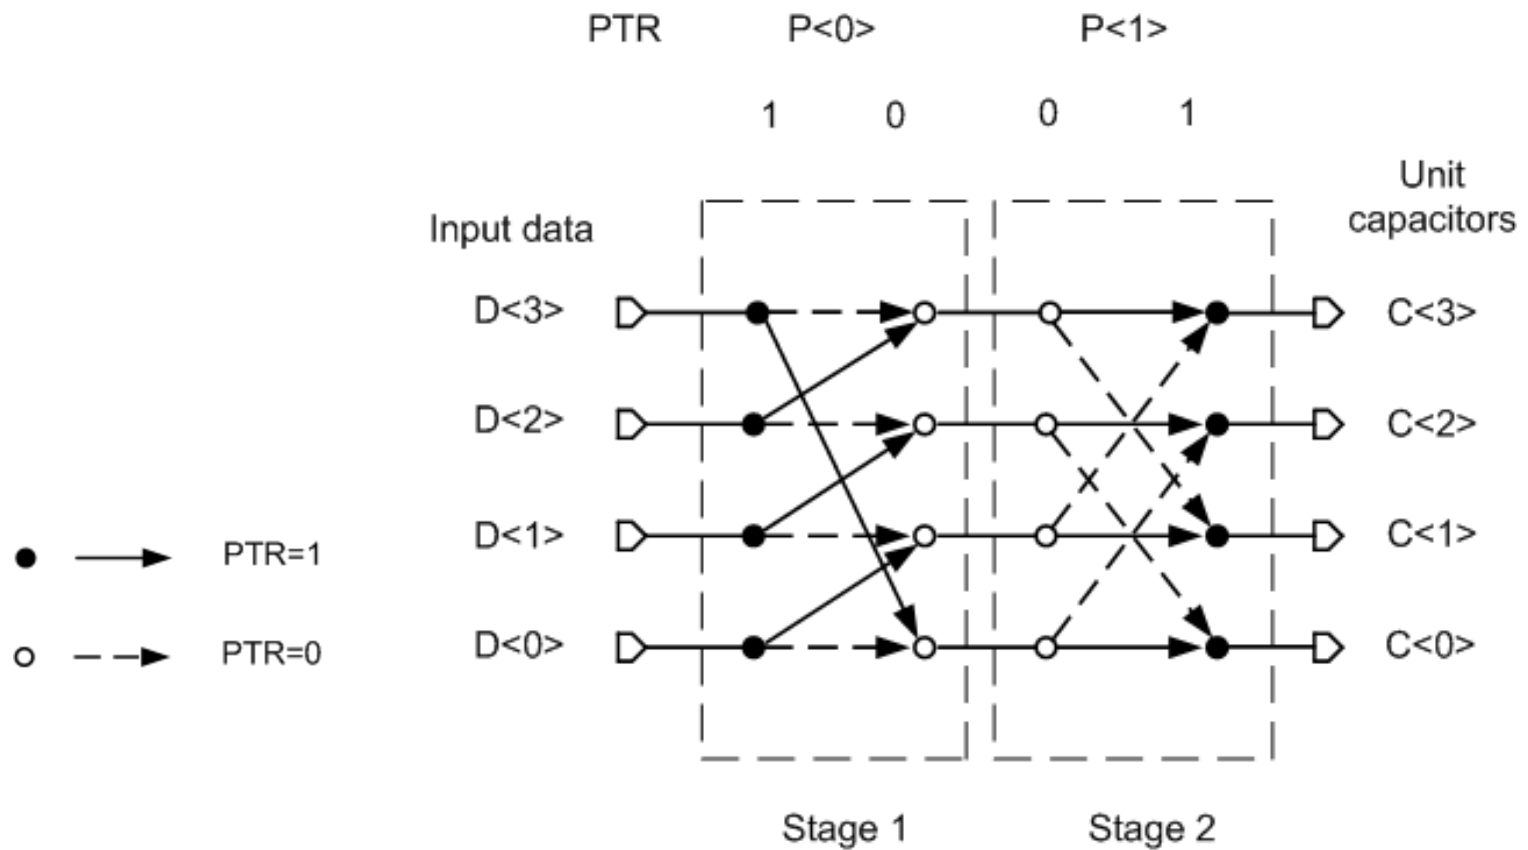 PTR P<0> P<1>
1 0 0 1
Unit
capacitors
Input data
D<3> C<3>
D<2> C<2>
D<1> C<1>
PTR=1
D<0> C<0>
PTR=0
Stage 1 Stage 2